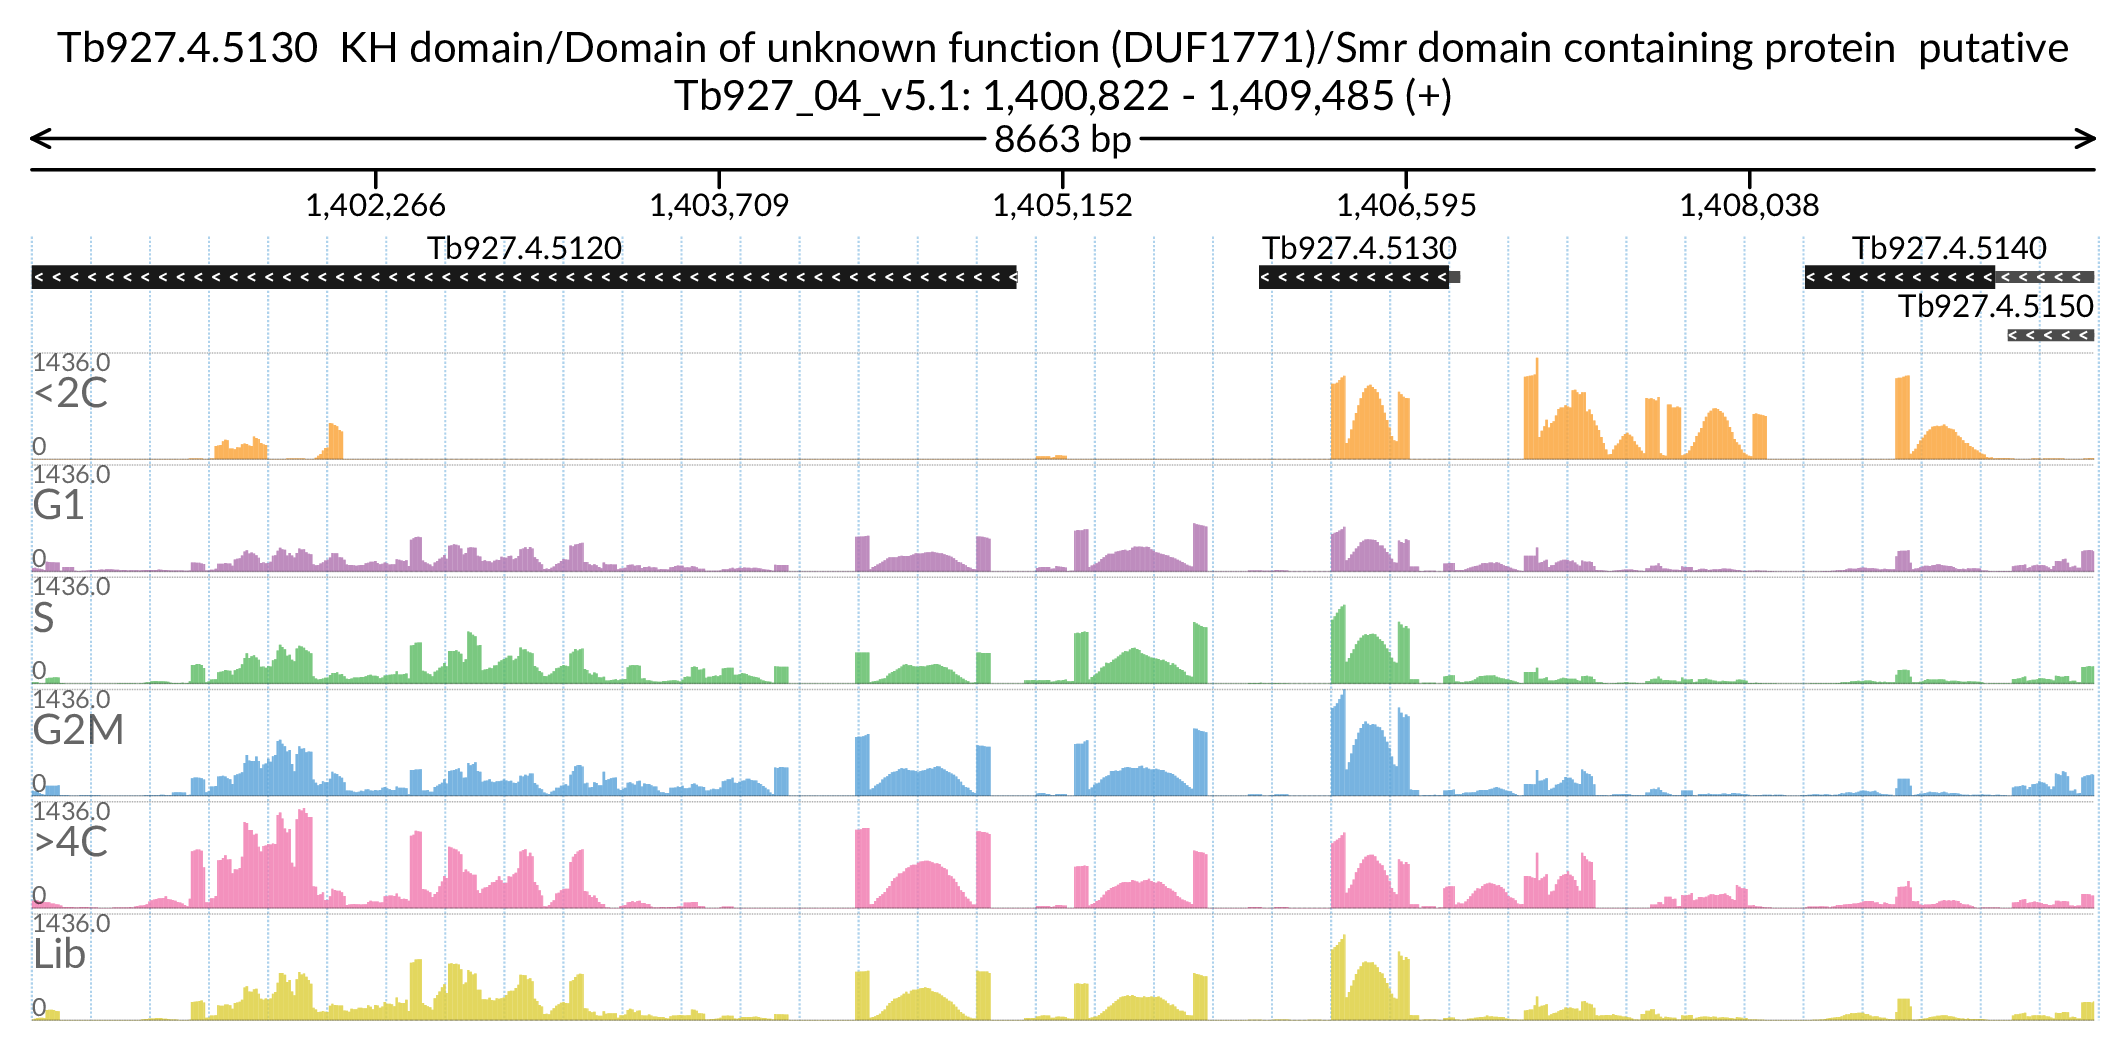 Tb927.4.5130  KH domain/Domain of unknown function (DUF1771)/Smr domain containing protein  putative
Tb927_04_v5.1: 1,400,822 - 1,409,485 (+)
8663 bp
1,402,266 1,403,709 1,405,152 1,406,595 1,408,038
Tb927.4.5120 Tb927.4.5130 Tb927.4.5140
Tb927.4.5150
1436.0
<2C
0
1436.0
G1
0
1436.0
S
0
1436.0
G2M
0
1436.0
>4C
0
1436.0
Lib
0